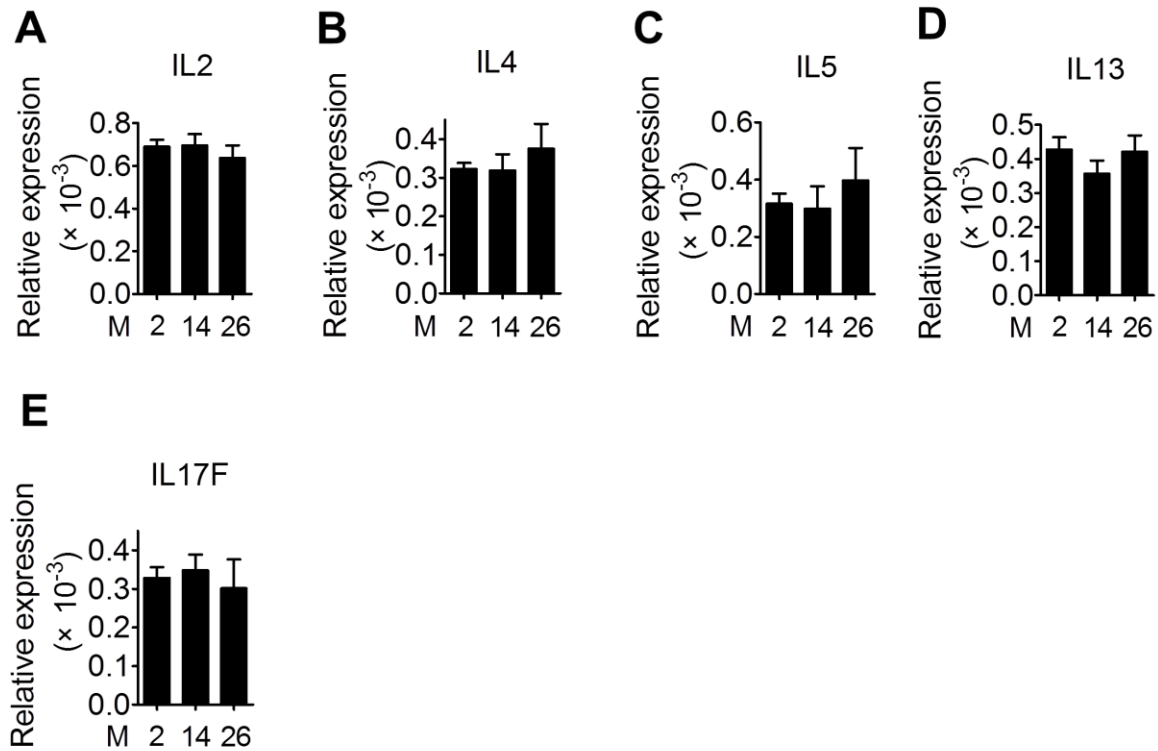 A
IL2
Relative expression
(× 10⁻³)
0.8
0.6
0.4
0.2
0.0
M 2 14 26
B
IL4
Relative expression
(× 10⁻³)
0.4
0.3
0.2
0.1
0.0
M 2 14 26
C
IL5
Relative expression
(× 10⁻³)
0.6
0.4
0.2
0.0
M 2 14 26
D
IL13
Relative expression
(× 10⁻³)
0.5
0.4
0.3
0.2
0.1
0.0
M 2 14 26
E
IL17F
Relative expression
(× 10⁻³)
0.4
0.3
0.2
0.1
0.0
M 2 14 26